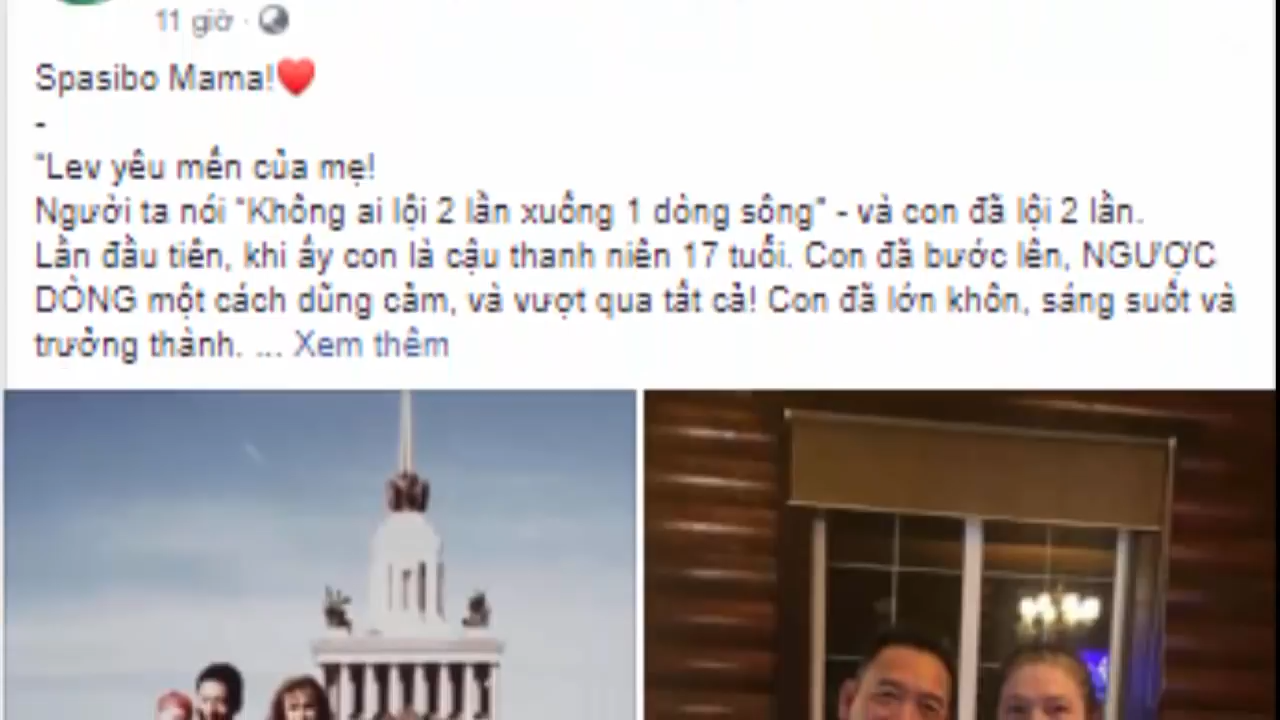 11 giờ ·
Spasibo Mama!❤️
-
"Lev yêu mến của mẹ!
Người ta nói "Không ai lội 2 lần xuống 1 dòng sông" - và con đã lội 2 lần.
Lần đầu tiên, khi ấy con là cậu thanh niên 17 tuổi. Con đã bước lên, NGƯỢC
DÒNG một cách dũng cảm, và vượt qua tất cả! Con đã lớn khôn, sáng suốt và
trưởng thành. ... Xem thêm